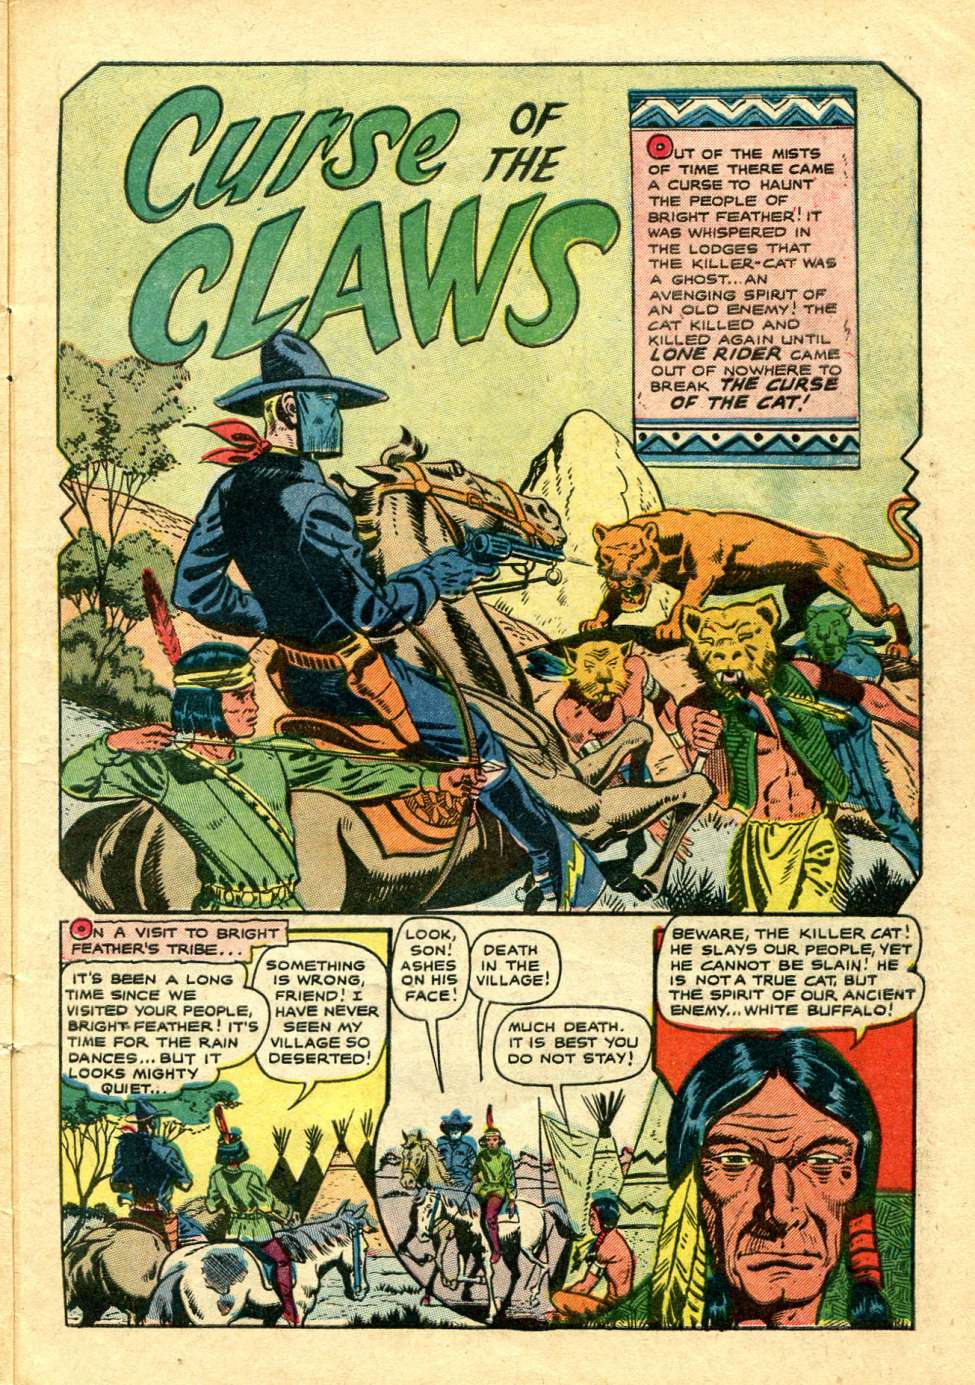 Curse OF
THE
CLAWS
OUT OF THE MISTS
OF TIME THERE CAME
A CURSE TO HAUNT
THE PEOPLE OF
BRIGHT FEATHER! IT
WAS WHISPERED IN
THE LODGES THAT
THE KILLER-CAT WAS
A GHOST...AN
AVENGING SPIRIT OF
AN OLD ENEMY! THE
CAT KILLED AND
KILLED AGAIN UNTIL
LONE RIDER CAME
OUT OF NOWHERE TO
BREAK THE CURSE
OF THE CAT!
ON A VISIT TO BRIGHT
FEATHER'S TRIBE...
IT'S BEEN A LONG
TIME SINCE WE
VISITED YOUR PEOPLE,
BRIGHT FEATHER! IT'S
TIME FOR THE RAIN
DANCES...BUT IT
LOOKS MIGHTY
QUIET...
SOMETHING
IS WRONG,
FRIEND! I
HAVE NEVER
SEEN MY
VILLAGE SO
DESERTED!
LOOK,
SON!
ASHES
ON HIS
FACE!
DEATH
IN THE
VILLAGE!
MUCH DEATH.
IT IS BEST YOU
DO NOT STAY!
BEWARE, THE KILLER CAT!
HE SLAYS OUR PEOPLE, YET
HE CANNOT BE SLAIN! HE
IS NOT A TRUE CAT, BUT
THE SPIRIT OF OUR ANCIENT
ENEMY...WHITE BUFFALO!